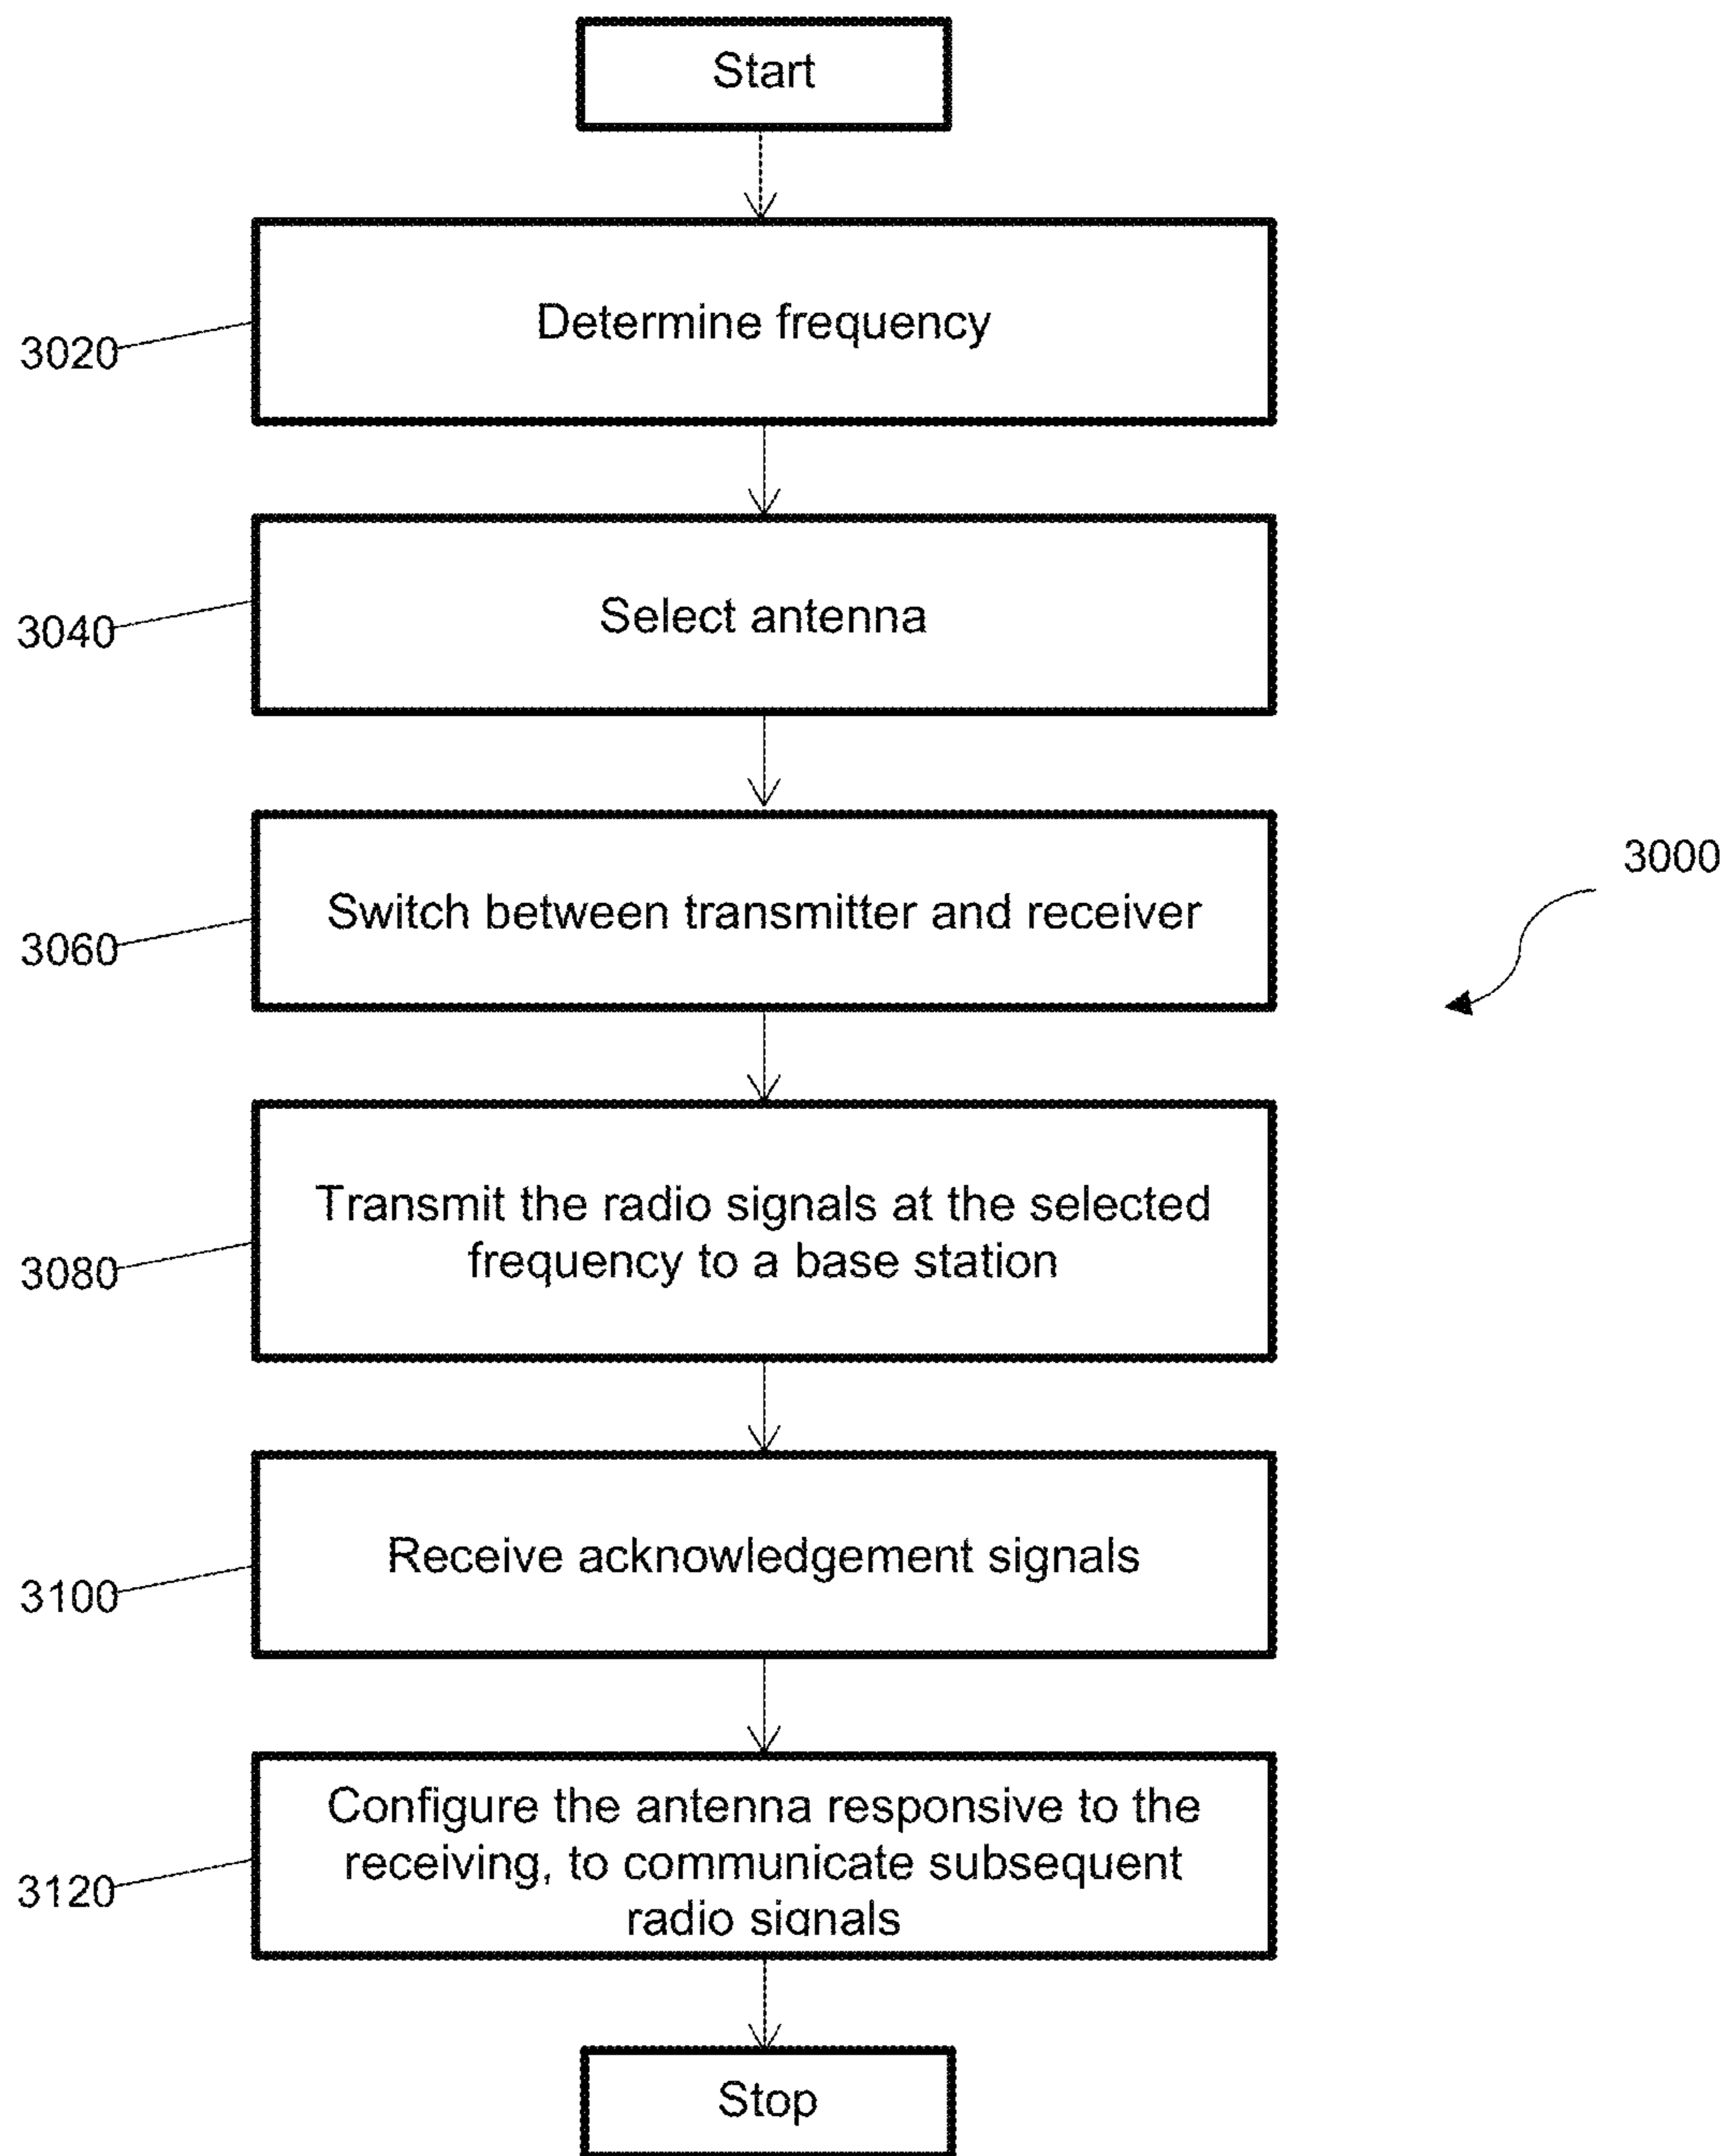 Start
Determine frequency
3020
Select antenna
3040
Switch between transmitter and receiver
3060
3000
Transmit the radio signals at the selected
frequency to a base station
3080
Receive acknowledgement signals
3100
Configure the antenna responsive to the
receiving, to communicate subsequent
radio signals
3120
Stop